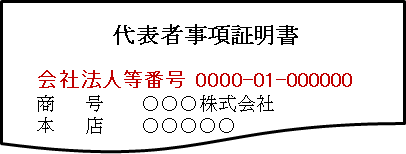 代表者事項証明書
会社法人等番号 0000-01-000000
商　号　　○○○株式会社
本　店　　○○○○○